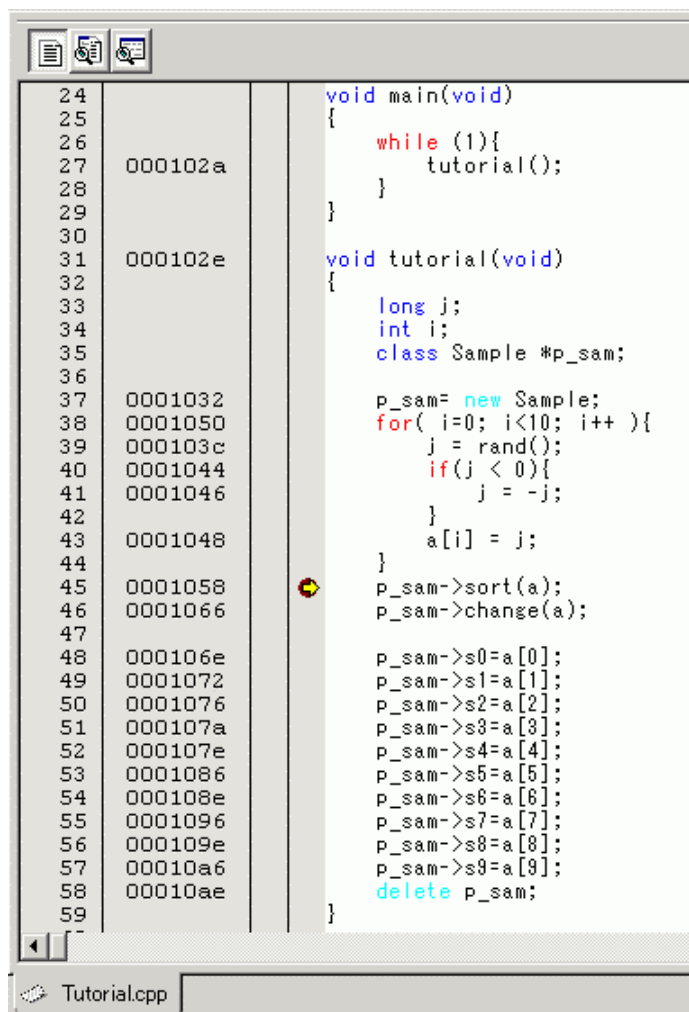 24 void main(void)
25 {
26 while (1){
27 000102a tutorial();
28 }
29 }
30
31 000102e void tutorial(void)
32 {
33 long j;
34 int i;
35 class Sample *p_sam;
36
37 0001032 p_sam= new Sample;
38 0001050 for( i=0; i<10; i++ ){
39 000103c j = rand();
40 0001044 if(j < 0){
41 0001046 j = -j;
42 }
43 0001048 a[i] = j;
44 }
45 0001058 p_sam->sort(a);
46 0001066 p_sam->change(a);
47
48 000106e p_sam->s0=a[0];
49 0001072 p_sam->s1=a[1];
50 0001076 p_sam->s2=a[2];
51 000107a p_sam->s3=a[3];
52 000107e p_sam->s4=a[4];
53 0001086 p_sam->s5=a[5];
54 000108e p_sam->s6=a[6];
55 0001096 p_sam->s7=a[7];
56 000109e p_sam->s8=a[8];
57 00010a6 p_sam->s9=a[9];
58 00010ae delete p_sam;
59 }
Tutorial.cpp